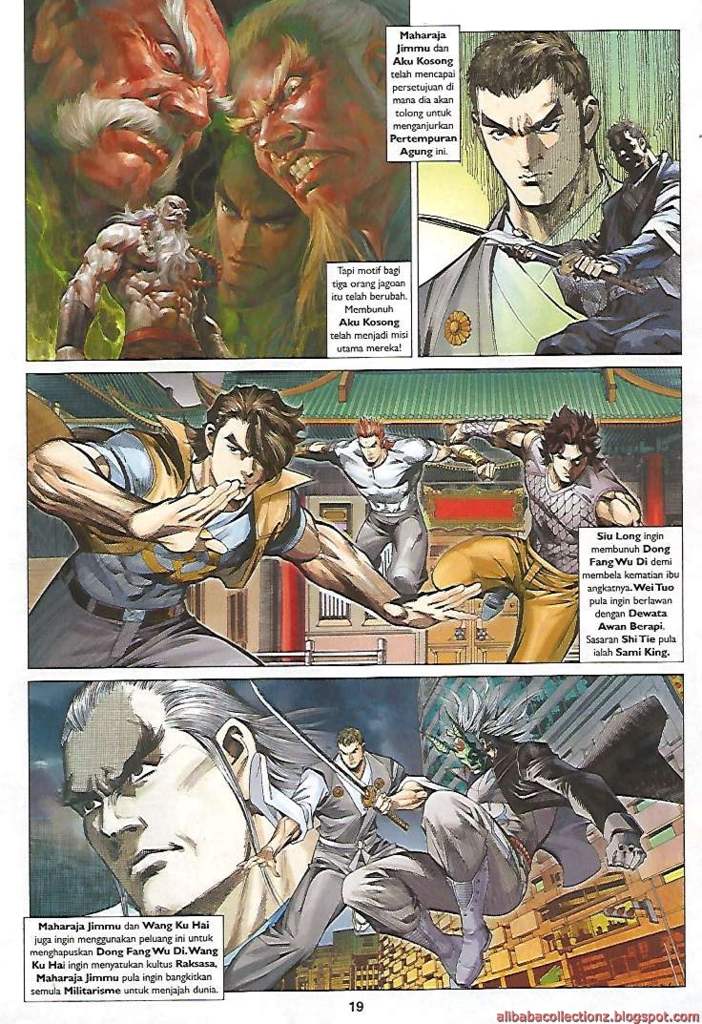 Maharaja
Jimmu dan
Aku Kosong
telah mencapai
persetujuan di
mana dia akan
tolong untuk
menganjurkan
Pertempuran
Agung ini.
Tapi motif bagi
tiga orang jagoan
itu telah berubah.
Membunuh
Aku Kosong
telah menjadi misi
utama mereka!
Siu Long ingin
membunuh Dong
Fang Wu Di demi
membela kematian ibu
angkatnya. Wei Tuo
pula ingin berlawan
dengan Dewata
Awan Berapi.
Sasaran Shi Tie pula
ialah Sami King.
Maharaja Jimmu dan Wang Ku Hai
juga ingin menggunakan peluang ini untuk
menghapuskan Dong Fang Wu Di. Wang
Ku Hai ingin menyatukan kultus Raksasa,
Maharaja Jimmu pula ingin bangkitkan
semula Militarisme untuk menjajah dunia.
19
alibabacollectionz.blogspot.com